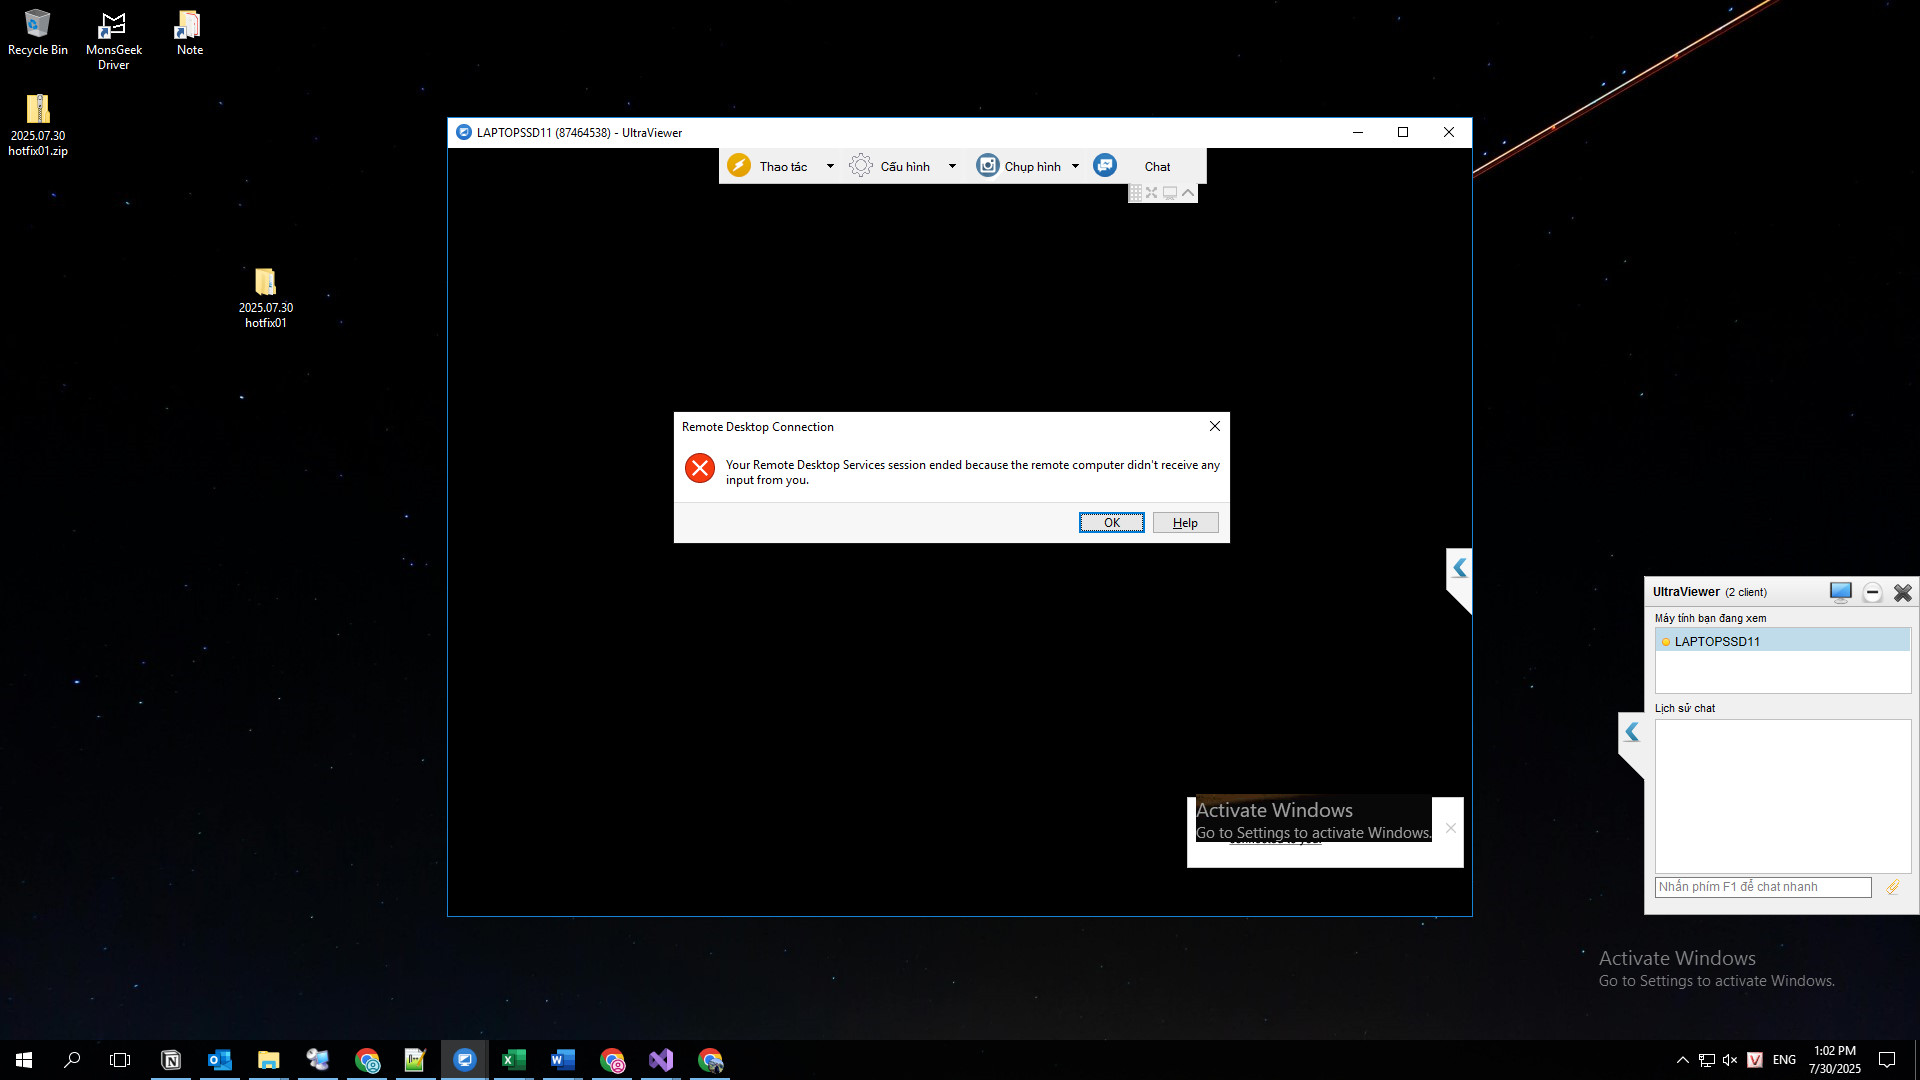 Recycle Bin
MonsGeek
Driver
Note
2025.07.30
hotfix01.zip
2025.07.30
hotfix01
LAPTOPSSD11 (87464538) - UltraViewer
Thao tác
Cấu hình
Chụp hình
Chat
Remote Desktop Connection
Your Remote Desktop Services session ended because the remote computer didn't receive any
input from you.
OK
Help
UltraViewer (2 client)
Máy tính bạn đang xem
LAPTOPSSD11
Lịch sử chat
Nhấn phím F1 để chat nhanh
Activate Windows
Go to Settings to activate Windows.
Activate Windows
Go to Settings to activate Windows.
ENG
1:02 PM
7/30/2025